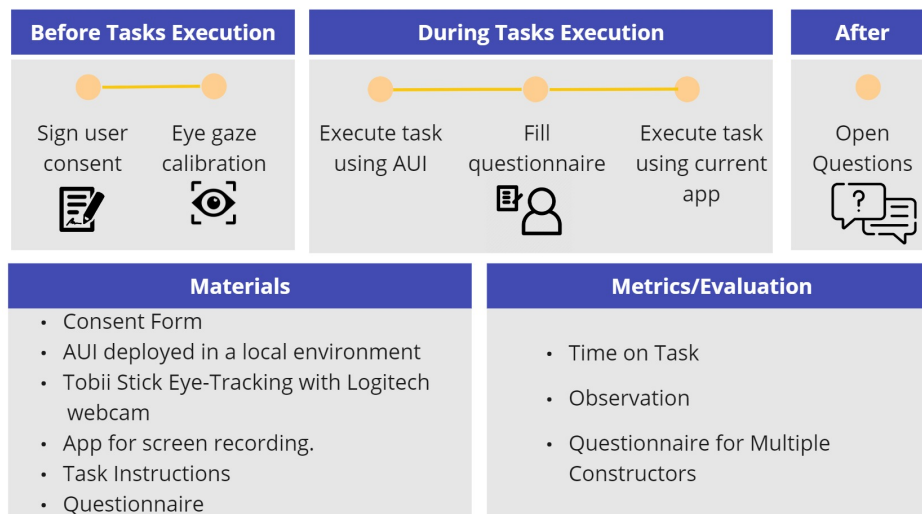 Before Tasks Execution
Sign user
consent
Eye gaze
calibration
During Tasks Execution
Execute task
using AUI
Fill
questionnaire
Execute task
using current
app
After
Open
Questions
?
Materials
• Consent Form
• AUI deployed in a local environment
• Tobii Stick Eye-Tracking with Logitech
webcam
• App for screen recording.
• Task Instructions
• Questionnaire
Metrics/Evaluation
• Time on Task
• Observation
• Questionnaire for Multiple
Constructors